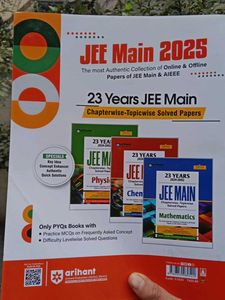 JEE Main 2025
The most Authentic Collection of Online & Offline
Papers of JEE Main & AIEEE
23 Years JEE Main
Chapterwise-Topicwise Solved Papers
SPECIALS
Key Idea
Concept Enhancer
Authentic
Quick Solutions
23 YEARS
JEE MAIN
Physics
23 YEARS
JEE MAIN
23 YEARS
JEE MAIN
Mathematics
Only PYQs Books with
Practice MCQs on Frequently Asked Concept
Difficulty Levelwise Solved Questions
arihant